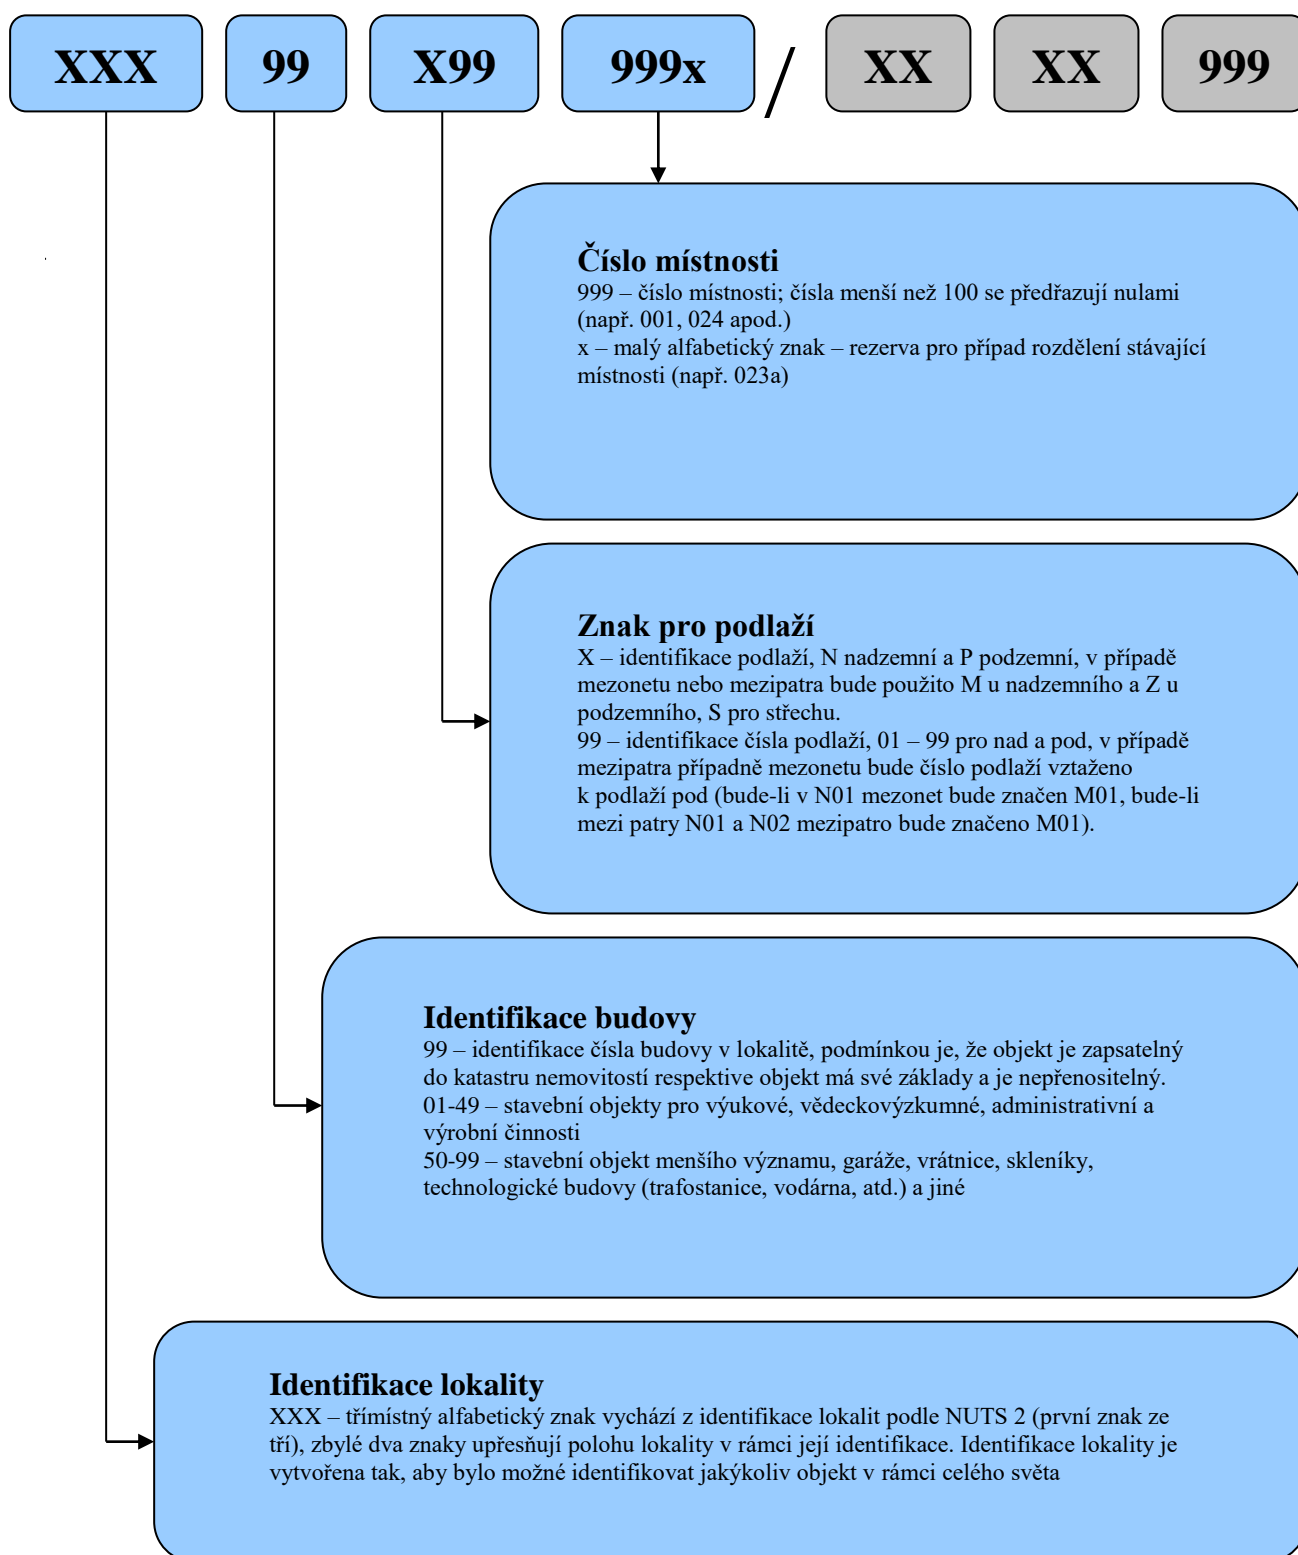 XXX 99 X99 999x / XX XX 999
Číslo místnosti
999 – číslo místnosti; čísla menší než 100 se předřazují nulami
(např. 001, 024 apod.)
x – malý alfabetický znak – rezerva pro případ rozdělení stávající
místnosti (např. 023a)
Znak pro podlaží
X – identifikace podlaží, N nadzemní a P podzemní, v případě
mezonetu nebo mezipatra bude použito M u nadzemního a Z u
podzemního, S pro střechu.
99 – identifikace čísla podlaží, 01 – 99 pro nad a pod, v případě
mezipatra případně mezonetu bude číslo podlaží vztaženo
k podlaží pod (bude-li v N01 mezonet bude značen M01, bude-li
mezi patry N01 a N02 mezipatro bude značeno M01).
Identifikace budovy
99 – identifikace čísla budovy v lokalitě, podmínkou je, že objekt je zapsatelný
do katastru nemovitostí respektive objekt má své základy a je nepřenositelný.
01-49 – stavební objekty pro výukové, vědeckovýzkumné, administrativní a
výrobní činnosti
50-99 – stavební objekt menšího významu, garáže, vrátnice, skleníky,
technologické budovy (trafostanice, vodárna, atd.) a jiné
Identifikace lokality
XXX – třímístný alfabetický znak vychází z identifikace lokalit podle NUTS 2 (první znak ze
tří), zbylé dva znaky upřesňují polohu lokality v rámci její identifikace. Identifikace lokality je
vytvořena tak, aby bylo možné identifikovat jakýkoliv objekt v rámci celého světa